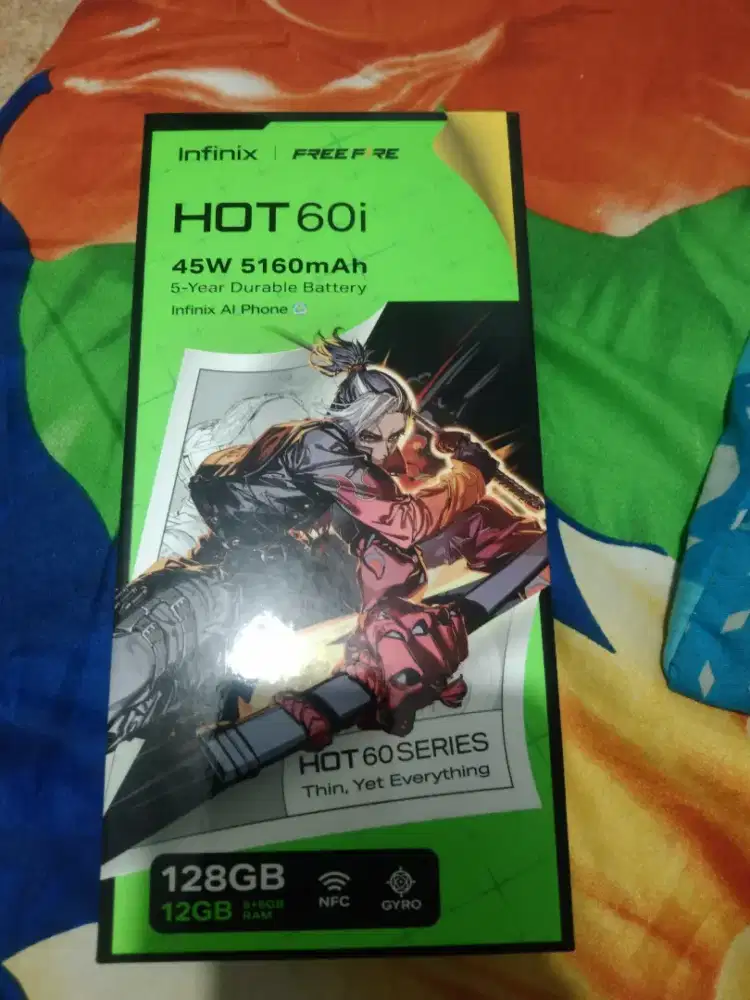 Infinix | FREE FIRE
HOT 60i
45W 5160mAh
5-Year Durable Battery
Infinix AI Phone
HOT 60 SERIES
Thin, Yet Everything
128GB
12GB
RAM
NFC
GYRO